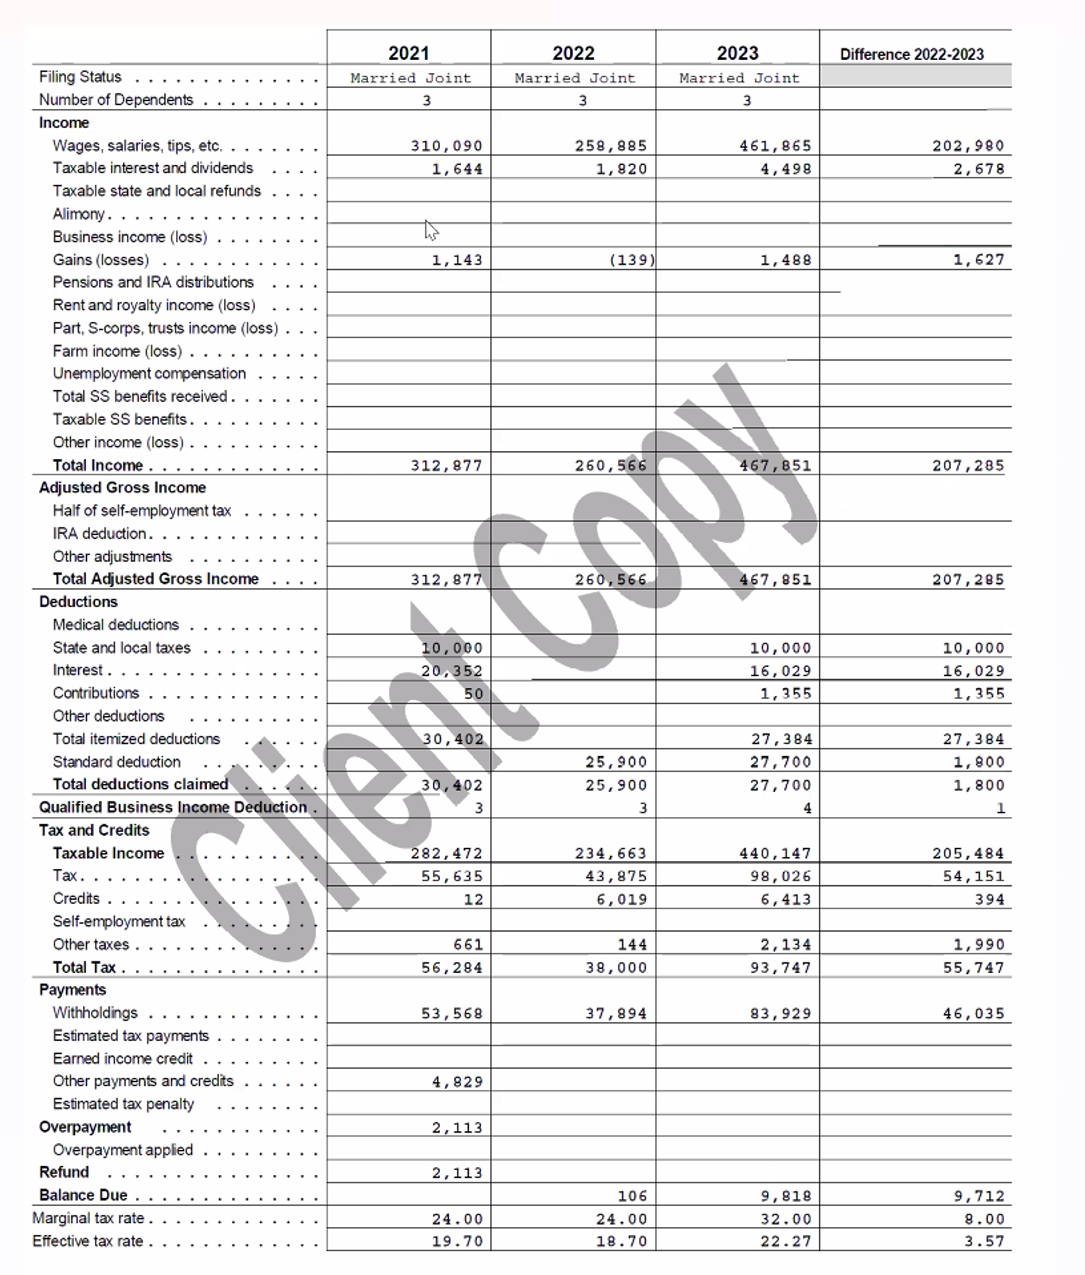 2021 2022 2023 Difference 2022-2023
Filing Status . . . . . . . . . . . . . . Married Joint Married Joint Married Joint
Number of Dependents . . . . . . . . . 3 3 3
Income
Wages, salaries, tips, etc. . . . . . . . 310,090 258,885 461,865 202,980
Taxable interest and dividends . . . . 1,644 1,820 4,498 2,678
Taxable state and local refunds . . . .
Alimony . . . . . . . . . . . . . . . .
Business income (loss) . . . . . . . .
Gains (losses) . . . . . . . . . . . . 1,143 (139) 1,488 1,627
Pensions and IRA distributions . . . .
Rent and royalty income (loss) . . . .
Part, S-corps, trusts income (loss) . . .
Farm income (loss) . . . . . . . . . .
Unemployment compensation . . . . .
Total SS benefits received . . . . . . .
Taxable SS benefits . . . . . . . . . .
Other income (loss) . . . . . . . . . .
Total Income . . . . . . . . . . . . . 312,877 260,566 467,851 207,285
Adjusted Gross Income
Half of self-employment tax . . . . . .
IRA deduction . . . . . . . . . . . . .
Other adjustments . . . . . . . . . .
Total Adjusted Gross Income . . . . 312,877 260,566 467,851 207,285
Deductions
Medical deductions . . . . . . . . . .
State and local taxes . . . . . . . . . 10,000 10,000 10,000
Interest . . . . . . . . . . . . . . . . 20,352 16,029 16,029
Contributions . . . . . . . . . . . . . 50 1,355 1,355
Other deductions . . . . . . . . . .
Total itemized deductions . . . . . . 30,402 27,384 27,384
Standard deduction . . . . . . . . . 25,900 27,700 1,800
Total deductions claimed . . . . . . 30,402 25,900 27,700 1,800
Qualified Business Income Deduction . 3 3 4 1
Tax and Credits
Taxable Income . . . . . . . . . . . 282,472 234,663 440,147 205,484
Tax . . . . . . . . . . . . . . . . . . 55,635 43,875 98,026 54,151
Credits . . . . . . . . . . . . . . . . 12 6,019 6,413 394
Self-employment tax . . . . . . . . .
Other taxes . . . . . . . . . . . . . . 661 144 2,134 1,990
Total Tax . . . . . . . . . . . . . . . 56,284 38,000 93,747 55,747
Payments
Withholdings . . . . . . . . . . . . . 53,568 37,894 83,929 46,035
Estimated tax payments . . . . . . . .
Earned income credit . . . . . . . . .
Other payments and credits . . . . . . 4,829
Estimated tax penalty . . . . . . . .
Overpayment . . . . . . . . . . . . 2,113
Overpayment applied . . . . . . . . .
Refund . . . . . . . . . . . . . . . . 2,113
Balance Due . . . . . . . . . . . . . . 106 9,818 9,712
Marginal tax rate . . . . . . . . . . . . . 24.00 24.00 32.00 8.00
Effective tax rate . . . . . . . . . . . . . 19.70 18.70 22.27 3.57
Client Copy